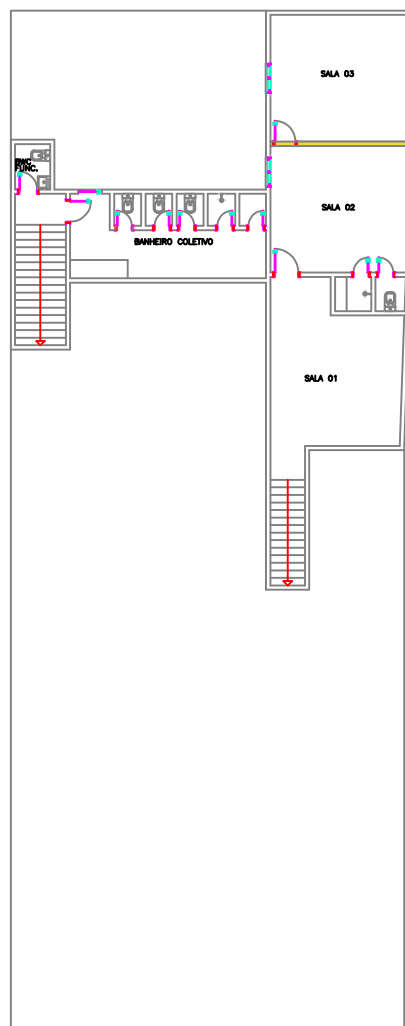 SALA 03
BWC
FUNC.
SALA 02
BANHEIRO COLETIVO
SALA 01